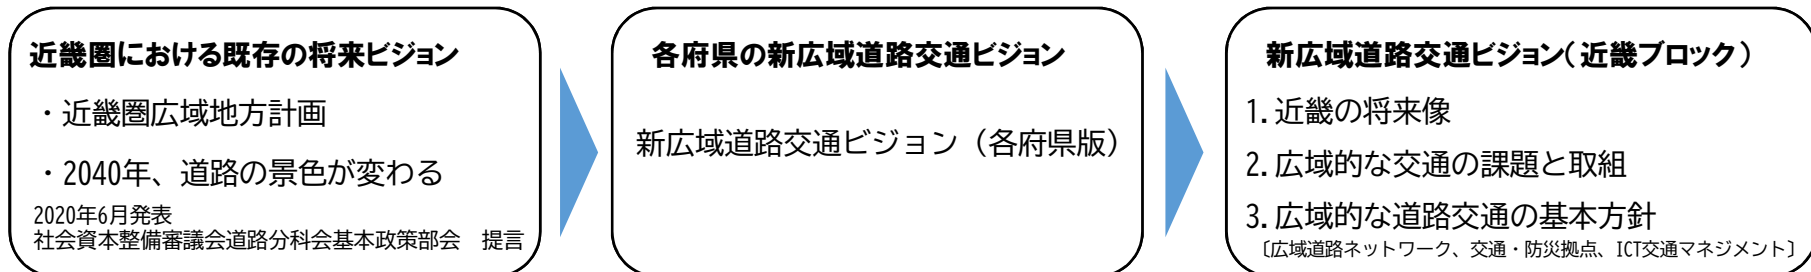 近畿圏における既存の将来ビジョン
・近畿圏広域地方計画
・2040年、道路の景色が変わる
2020年6月発表
社会資本整備審議会道路分科会基本政策部会　提言
各府県の新広域道路交通ビジョン
新広域道路交通ビジョン（各府県版）
新広域道路交通ビジョン（近畿ブロック）
1.近畿の将来像
2.広域的な交通の課題と取組
3.広域的な道路交通の基本方針
〔広域道路ネットワーク、交通・防災拠点、ICT交通マネジメント〕